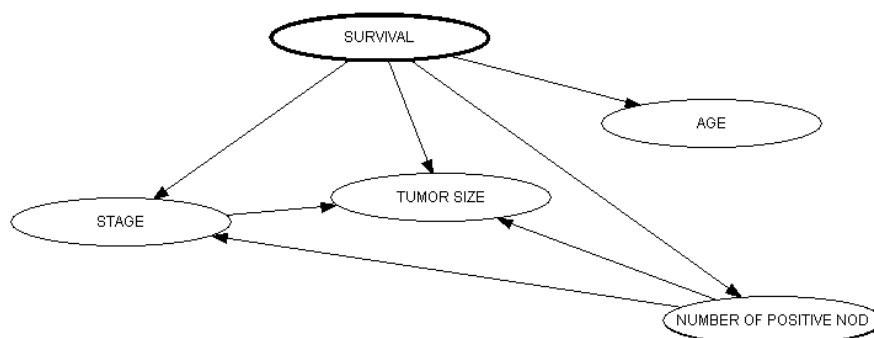 SURVIVAL
AGE
TUMOR SIZE
STAGE
NUMBER OF POSITIVE NOD